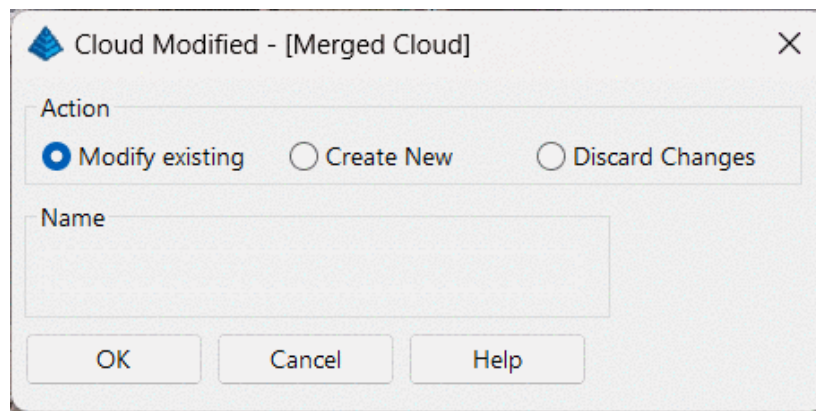 Cloud Modified - [Merged Cloud]
Action
Modify existing Create New Discard Changes
Name
OK Cancel Help